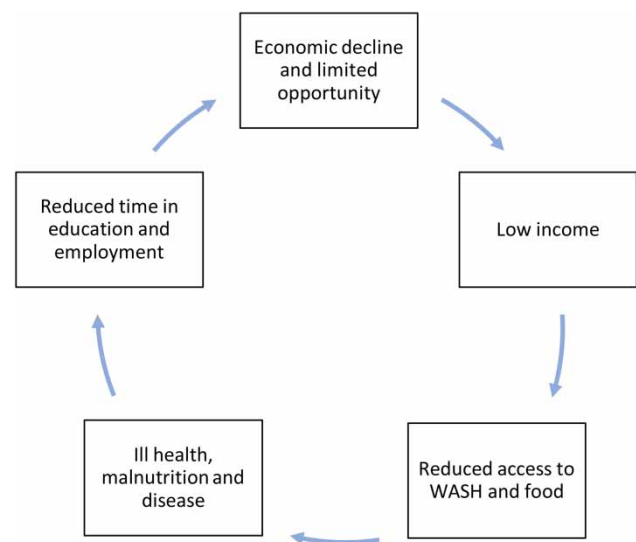 Economic decline
and limited
opportunity
Low income
Reduced access to
WASH and food
Ill health,
malnutrition and
disease
Reduced time in
education and
employment